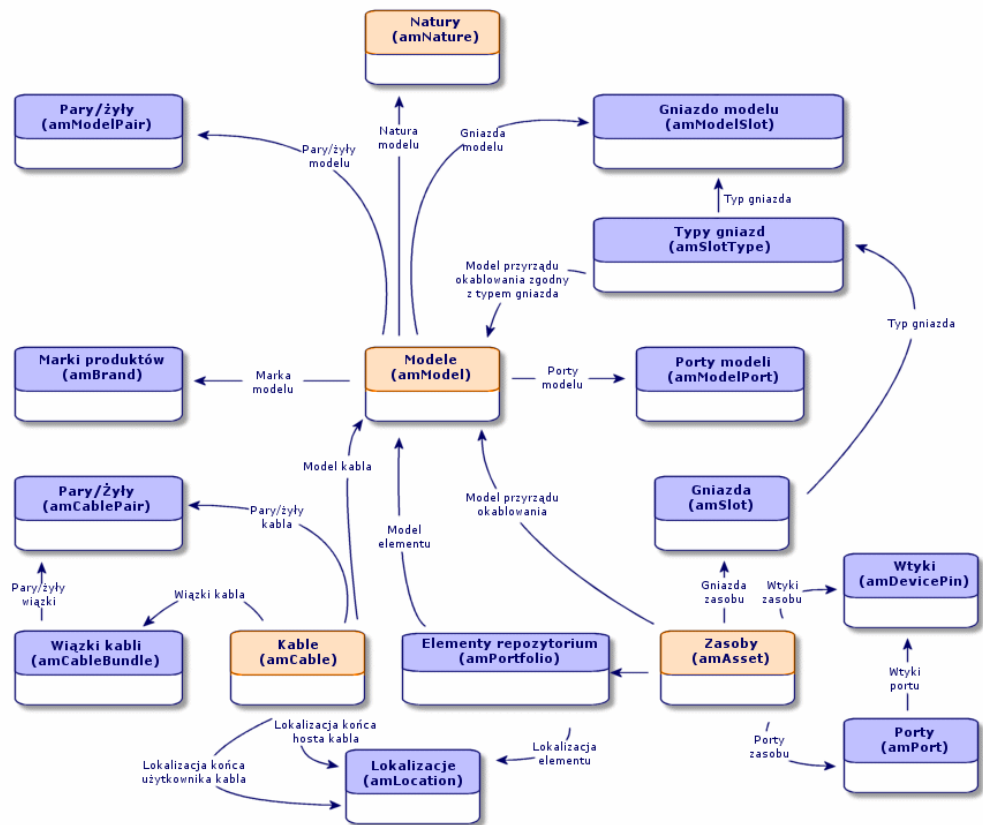 Natury
(amNature)
Pary/żyły
(amModelPair)
Gniazdo modelu
(amModelSlot)
Natura
modelu
Gniazda
modelu
Pary/żyły
modelu
Typ gniazda
Typy gniazd
(amSlotType)
Model przyrządu
okablowania zgodny
z typem gniazda
Typ gniazda
Marki produktów
(amBrand)
Marka
modelu
Modele
(amModel)
Porty
modelu
Porty modeli
(amModelPort)
Model kabla
Pary/Żyły
(amCablePair)
Pary/żyły
kabla
Model
elementu
Model przyrządu
okablowania
Gniazda
(amSlot)
Wtyki
(amDevicePin)
Pary/żyły
wiązki
Wiązki kabla
Gniazda
zasobu
Wtyki
zasobu
Wiązki kabli
(amCableBundle)
Kable
(amCable)
Elementy repozytorium
(amPortfolio)
Zasoby
(amAsset)
Wtyki
portu
Lokalizacja końca
hosta kabla
Lokalizacja
elementu
Porty
zasobu
Porty
(amPort)
Lokalizacja końca
użytkownika kabla
Lokalizacje
(amLocation)